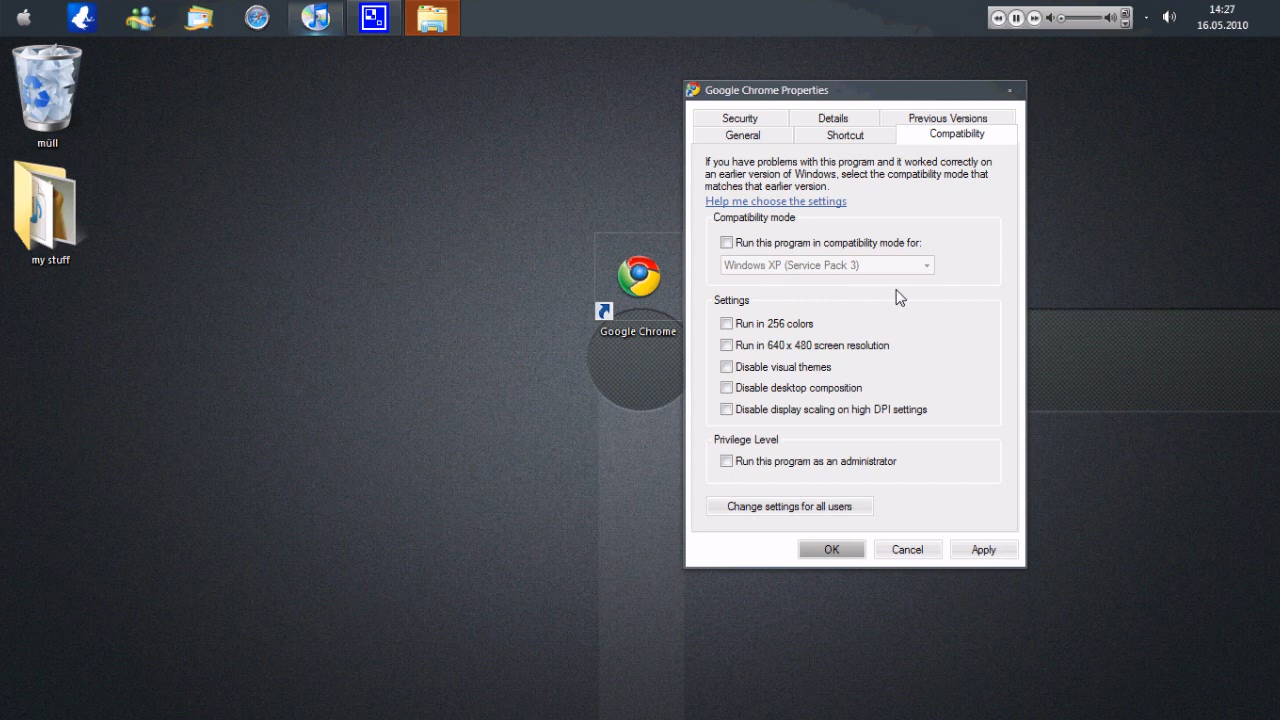 14:27
16.05.2010
müll
my stuff
Google Chrome
Google Chrome Properties
Security
Details
Previous Versions
General
Shortcut
Compatibility
If you have problems with this program and it worked correctly on
an earlier version of Windows, select the compatibility mode that
matches that earlier version.
Help me choose the settings
Compatibility mode
Run this program in compatibility mode for:
Windows XP (Service Pack 3)
Settings
Run in 256 colors
Run in 640 x 480 screen resolution
Disable visual themes
Disable desktop composition
Disable display scaling on high DPI settings
Privilege Level
Run this program as an administrator
Change settings for all users
OK
Cancel
Apply